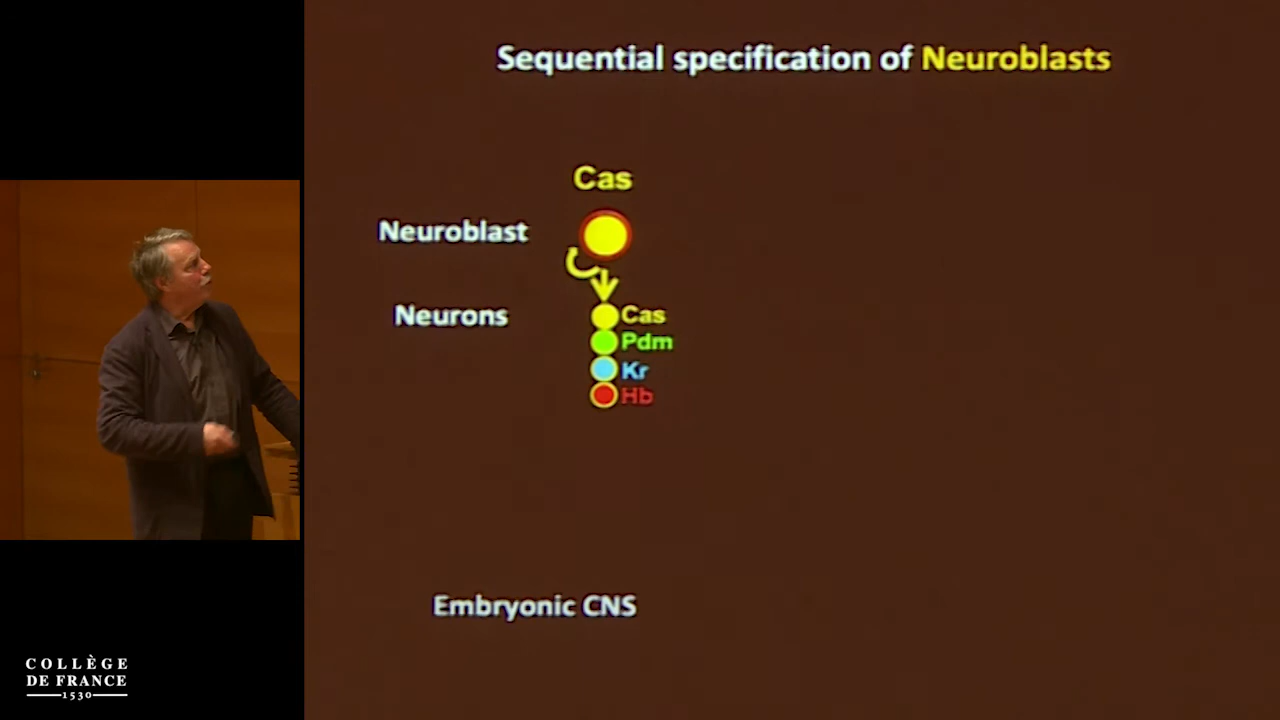 Sequential specification of Neuroblasts
Cas
Neuroblast
Neurons
Cas
Pdm
Kr
Hb
Embryonic CNS
COLLÈGE
DE FRANCE
1530